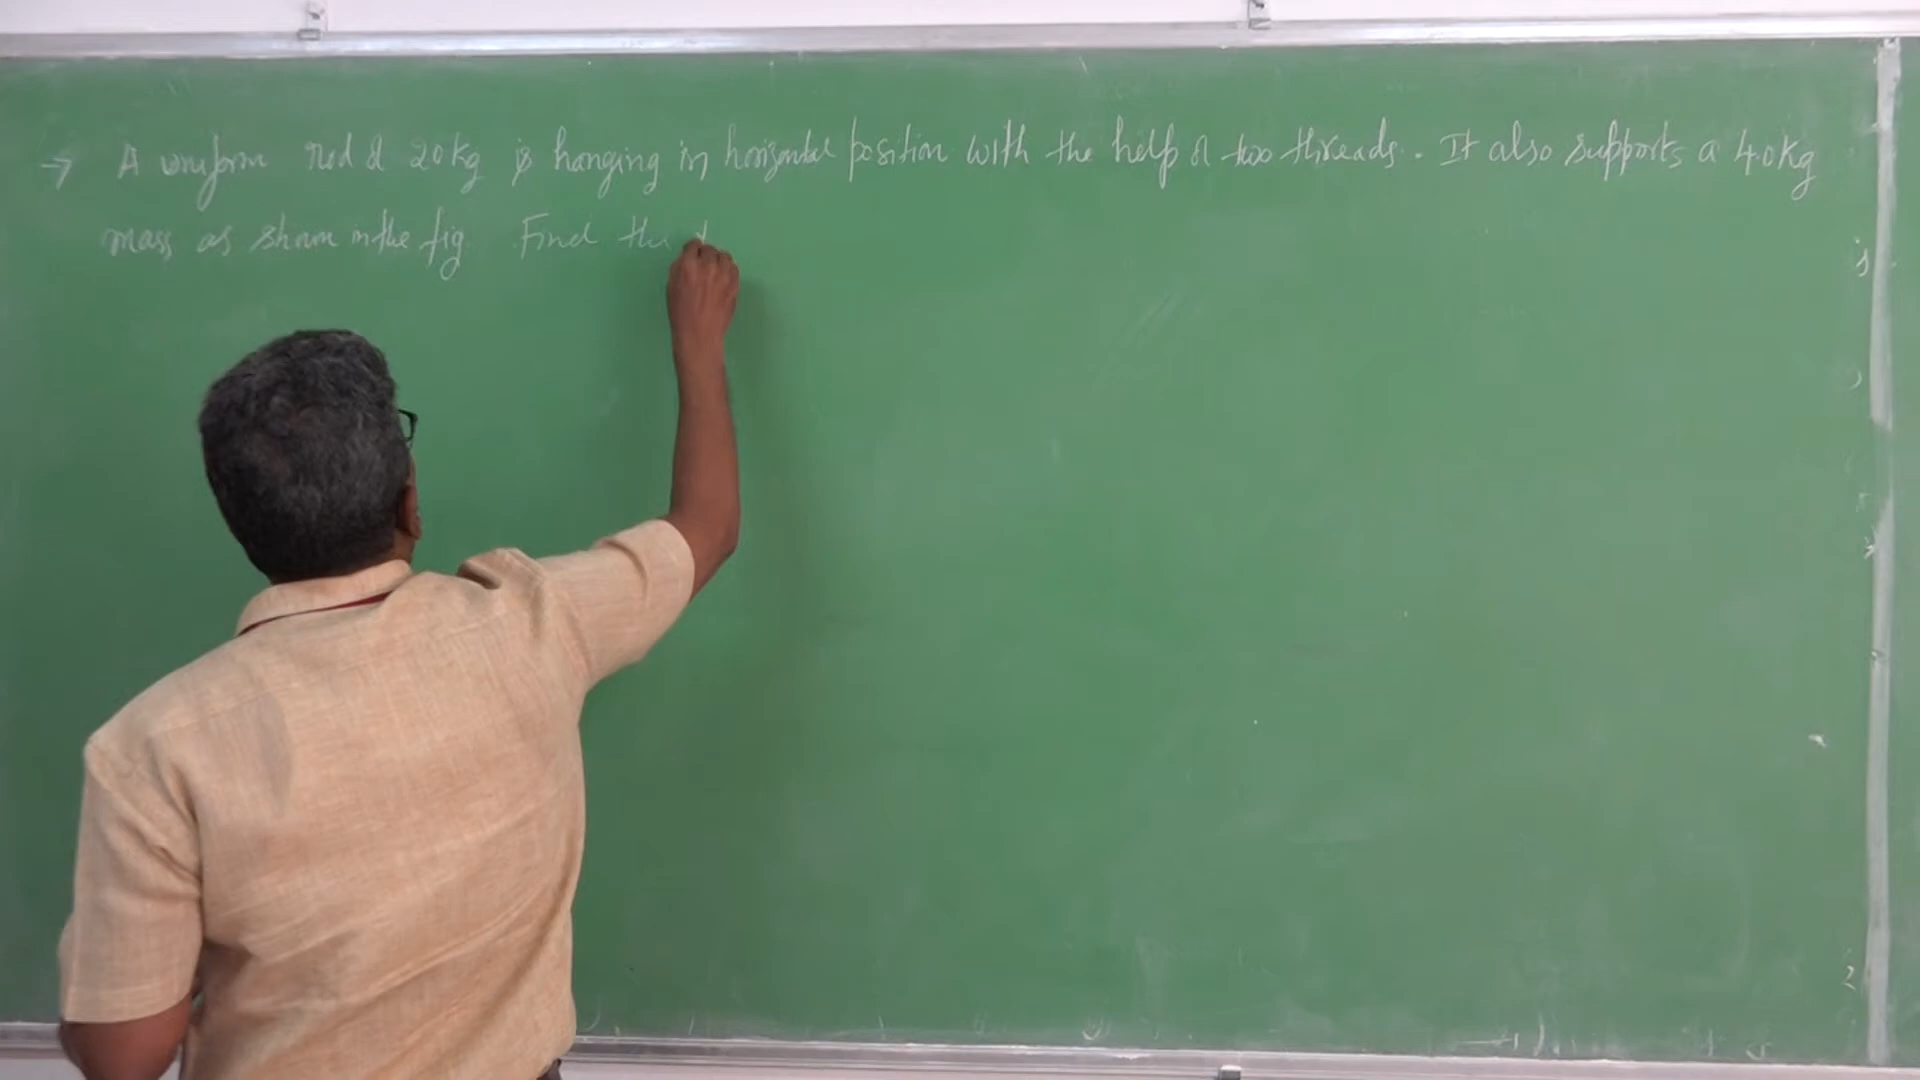 → A uniform rod of 20kg is hanging in horizontal position with the help of two threads. It also supports a 40kg
mass as shown in the fig Find the